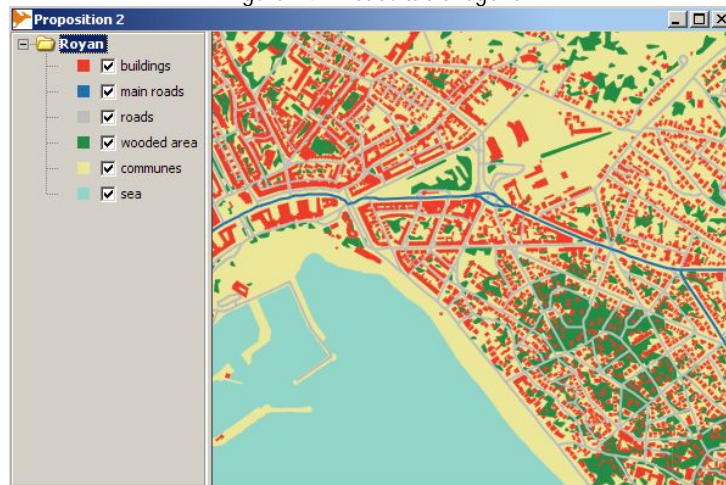 Proposition 2
Royan
buildings
main roads
roads
wooded area
communes
sea